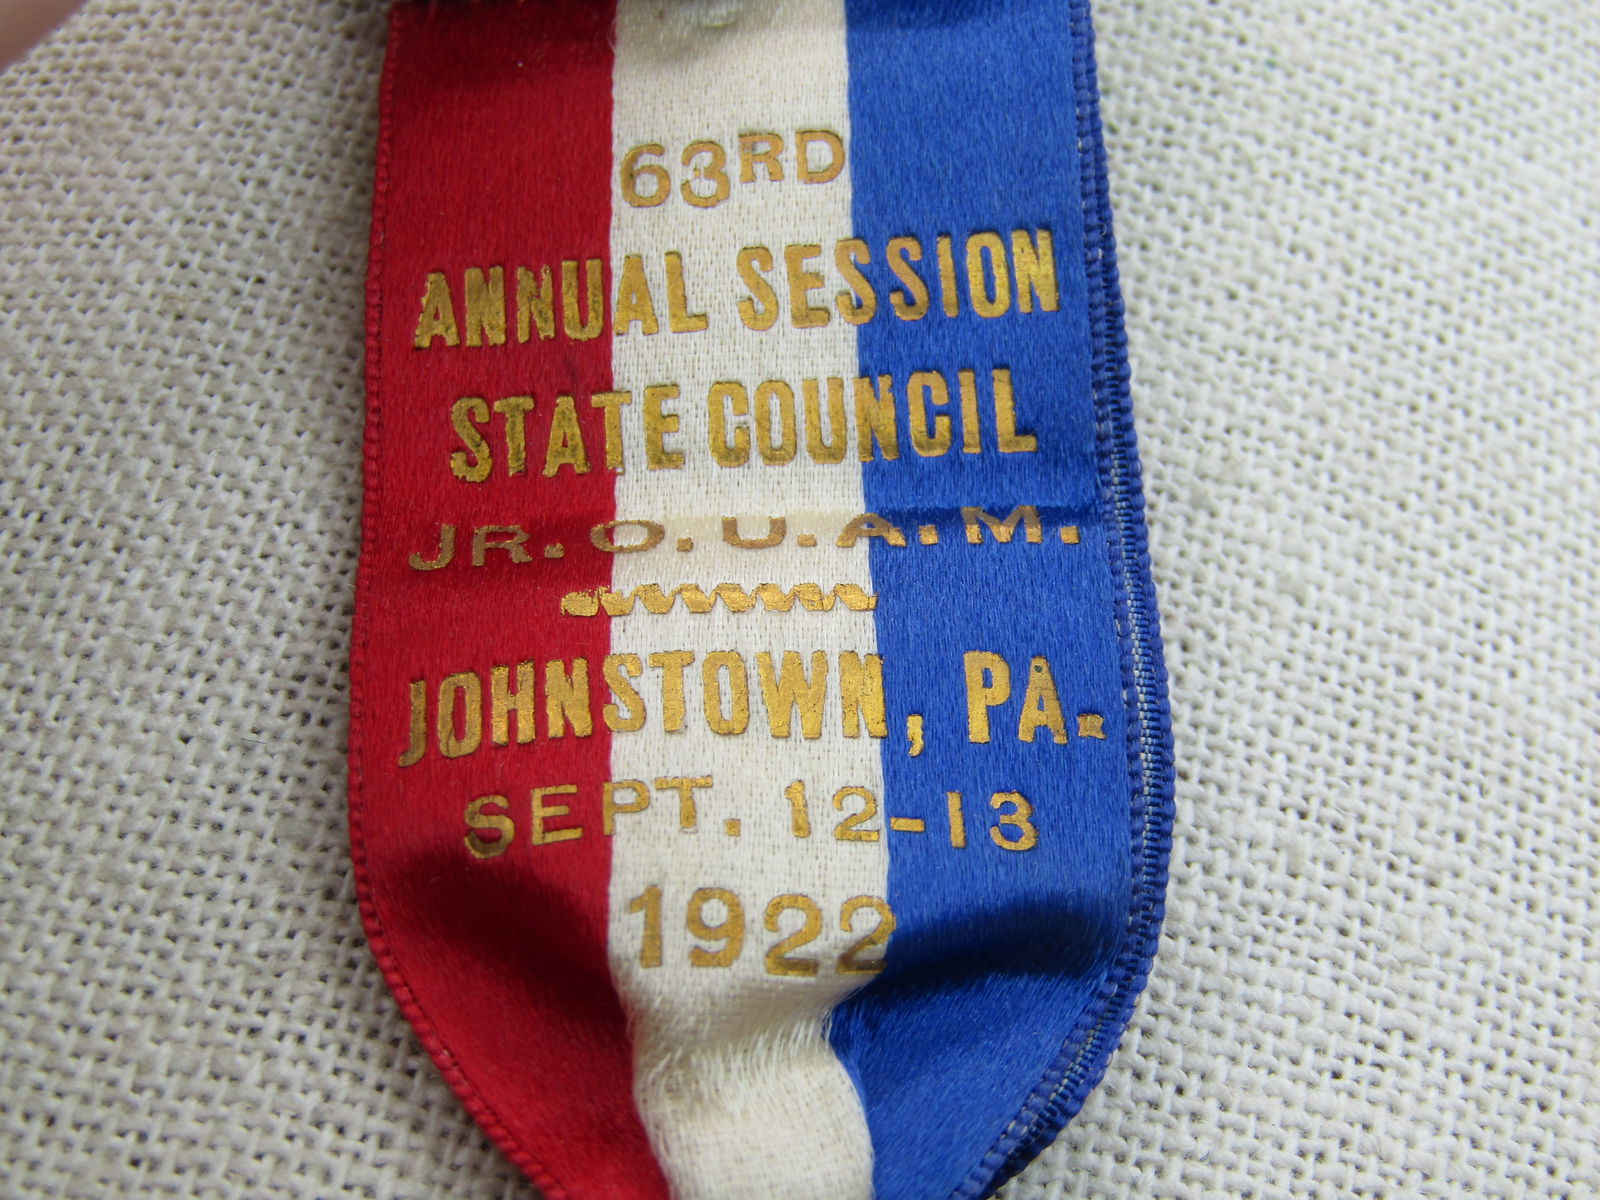 63RD
ANNUAL SESSION
STATE COUNCIL
JR. O. U. A. M.
JOHNSTOWN, PA.
SEPT. 12-13
1922